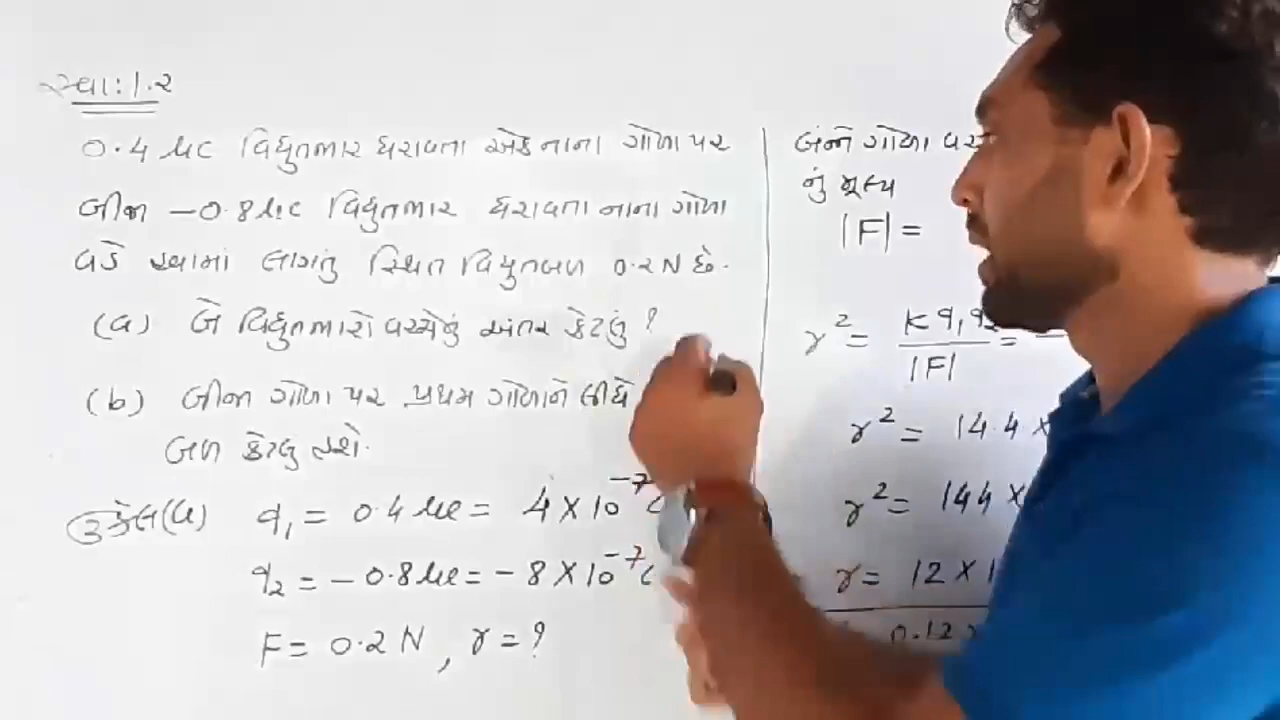 સ્વા: 1.2
0.4 μC વિદ્યુતભાર ધરાવતા એક નાના ગોળા પર
બીજા -0.8 μC વિદ્યુતભાર ધરાવતા નાના ગોળા
વડે હવામાં લાગતું સ્થિત વિદ્યુતબળ 0.2 N છે.
(a) બે વિદ્યુતભારો વચ્ચેનું અંતર કેટલું ?
(b) બીજા ગોળા પર પ્રથમ ગોળાને લીધે
બળ કેટલુ હશે.
ઉકેલ (a) q₁ = 0.4 μC = 4 × 10⁻⁷ C
q₂ = -0.8 μC = -8 × 10⁻⁷ C
F = 0.2 N , r = ?
બંન્ને ગોળા
નું મૂલ્ય
|F| =
r² = K q₁ q₂ / |F| =
r² = 14.4 ×
r² = 144 ×
r = 12 ×
0.12